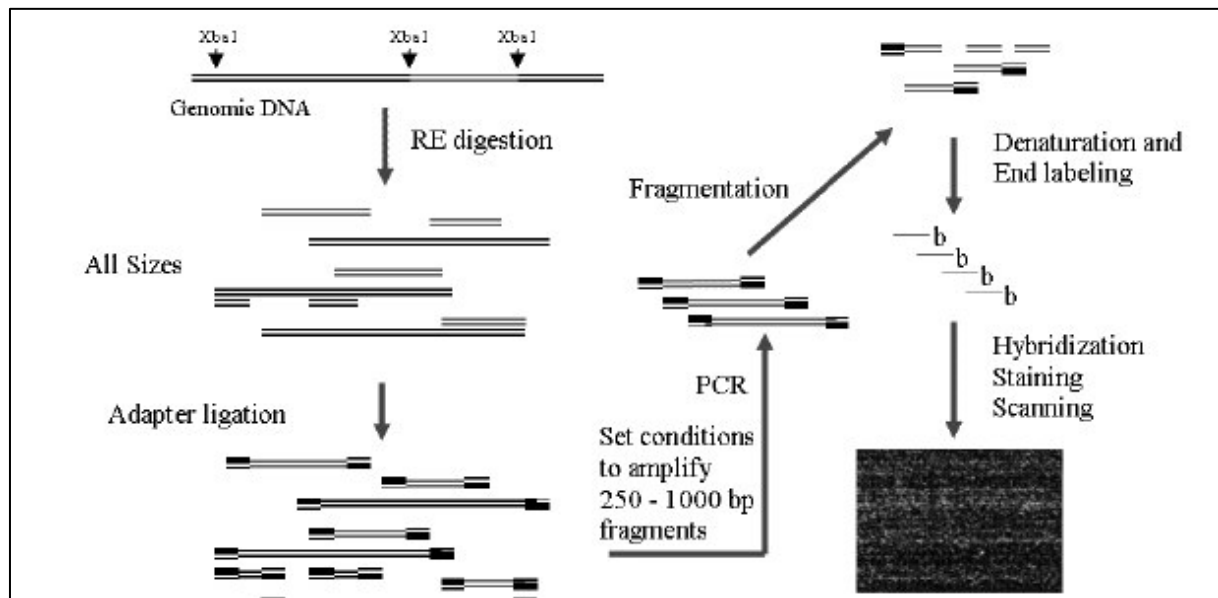 XbaI XbaI XbaI
Genomic DNA
RE digestion
All Sizes
Adapter ligation
PCR
Set conditions
to amplify
250 - 1000 bp
fragments
Fragmentation
Denaturation and
End labeling
b
b
b
b
Hybridization
Staining
Scanning